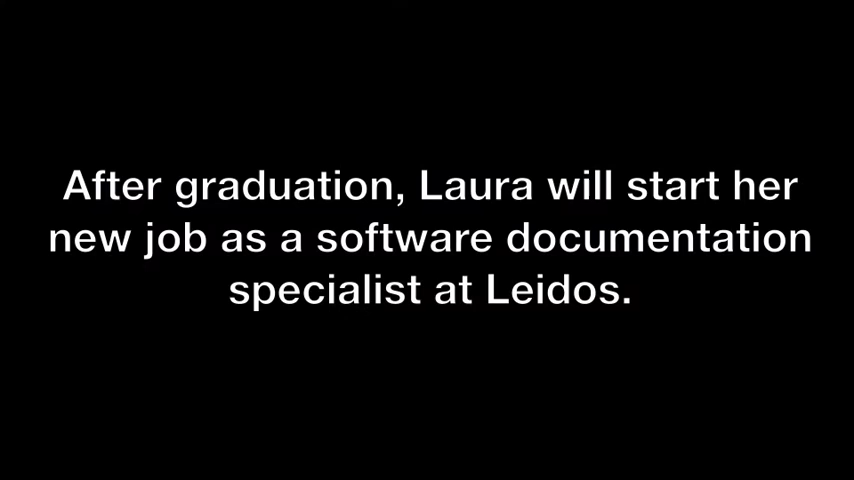 After graduation, Laura will start her
new job as a software documentation
specialist at Leidos.